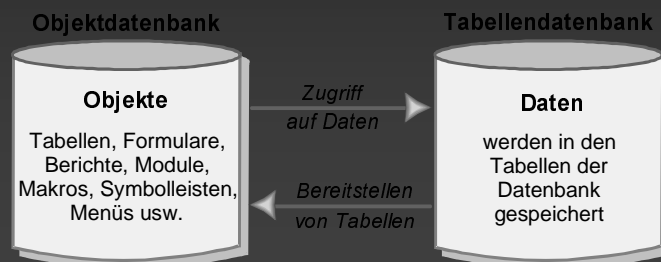 Objektdatenbank
Tabellendatenbank
Objekte
Tabellen, Formulare,
Berichte, Module,
Makros, Symbolleisten,
Menüs usw.
Zugriff
auf Daten
Bereitstellen
von Tabellen
Daten
werden in den
Tabellen der
Datenbank
gespeichert